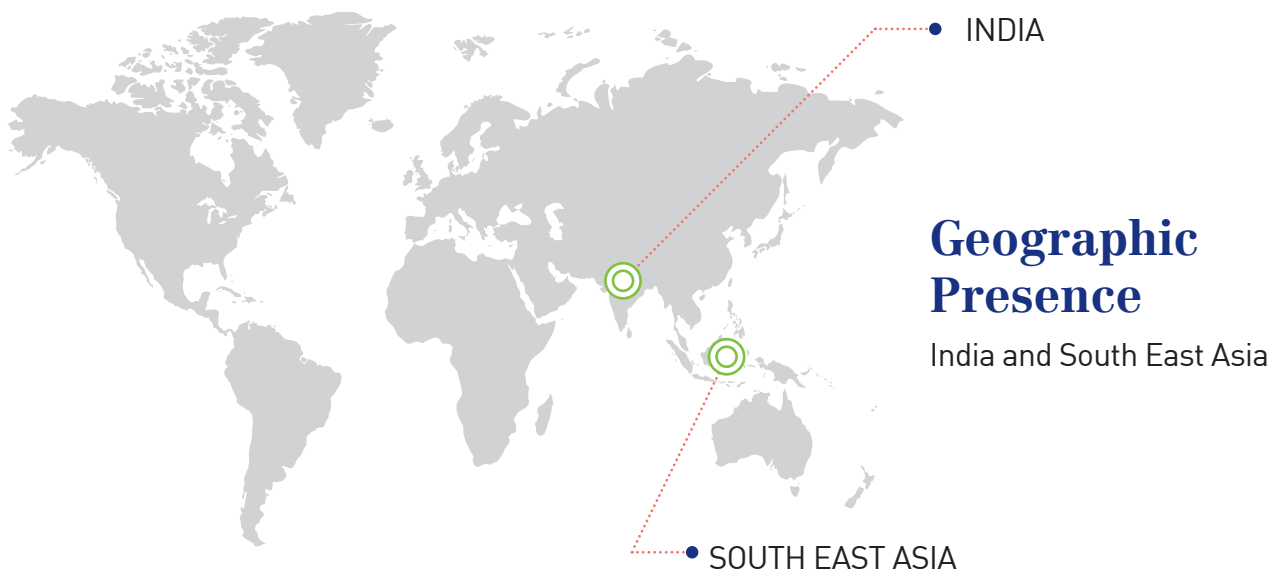 INDIA
Geographic
Presence
India and South East Asia
SOUTH EAST ASIA